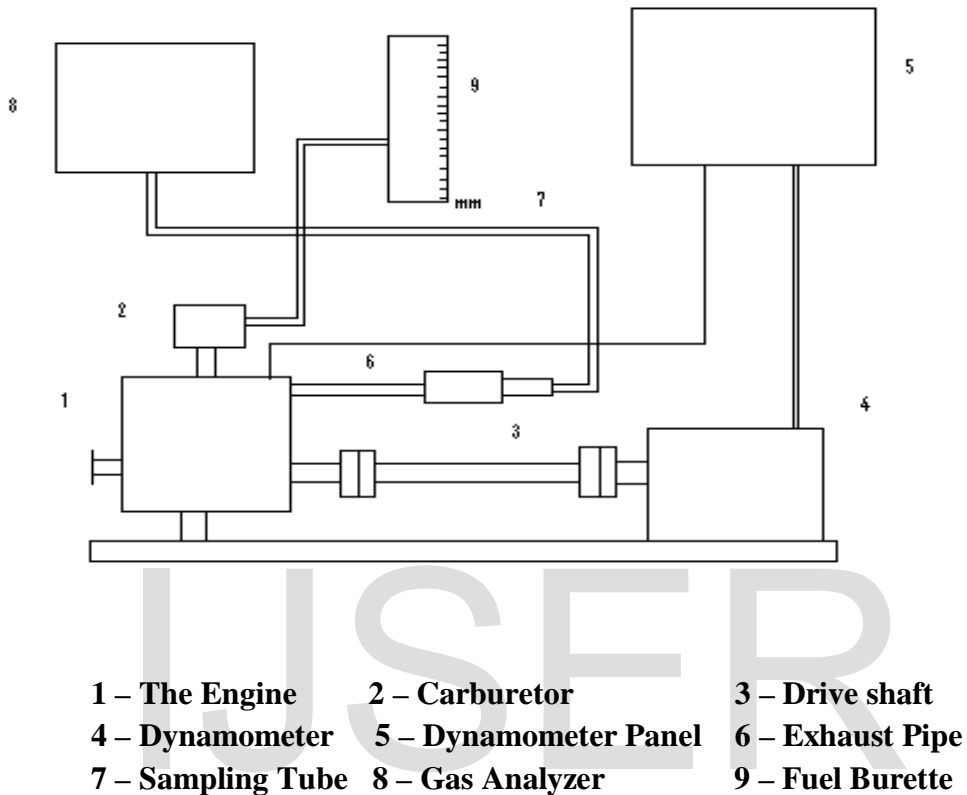 8
9
5
mm
7
2
6
1
3
4
IJSER
1 – The Engine 2 – Carburetor 3 – Drive shaft
4 – Dynamometer 5 – Dynamometer Panel 6 – Exhaust Pipe
7 – Sampling Tube 8 – Gas Analyzer 9 – Fuel Burette